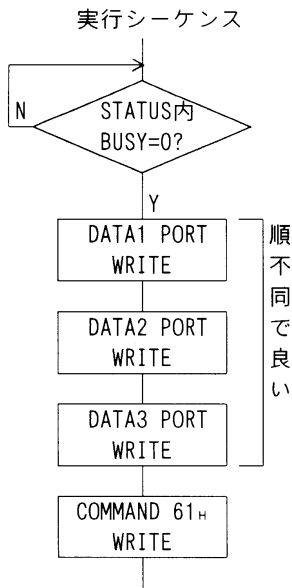 実行シーケンス
N
STATUS内
BUSY=0?
Y
DATA1 PORT
WRITE
DATA2 PORT
WRITE
DATA3 PORT
WRITE
順不同で良い
COMMAND 61H
WRITE